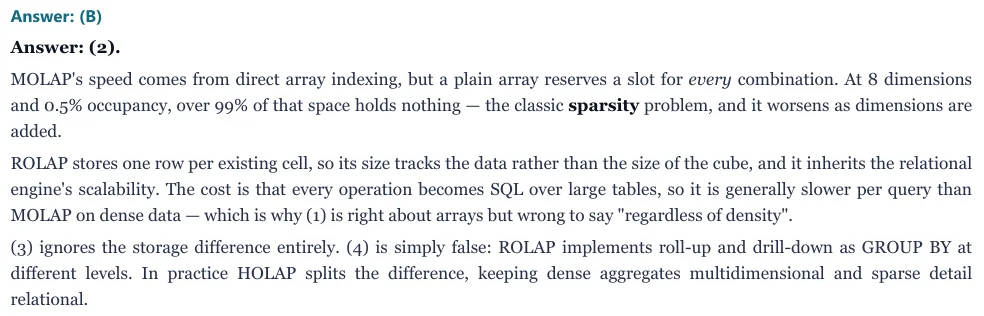 Answer: (B)
Answer: (2).
MOLAP's speed comes from direct array indexing, but a plain array reserves a slot for every combination. At 8 dimensions
and 0.5% occupancy, over 99% of that space holds nothing — the classic sparsity problem, and it worsens as dimensions are
added.
ROLAP stores one row per existing cell, so its size tracks the data rather than the size of the cube, and it inherits the relational
engine's scalability. The cost is that every operation becomes SQL over large tables, so it is generally slower per query than
MOLAP on dense data — which is why (1) is right about arrays but wrong to say "regardless of density".
(3) ignores the storage difference entirely. (4) is simply false: ROLAP implements roll-up and drill-down as GROUP BY at
different levels. In practice HOLAP splits the difference, keeping dense aggregates multidimensional and sparse detail
relational.